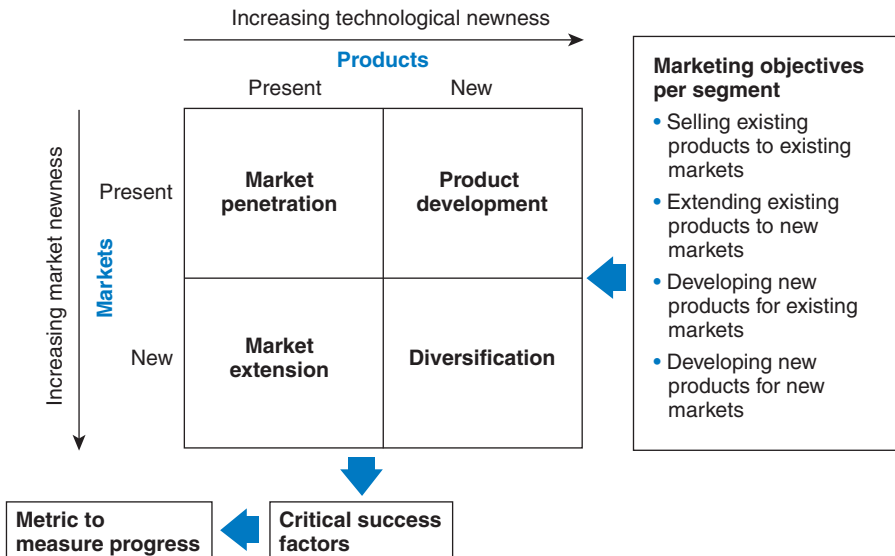 Increasing technological newness
Products
Present New
Increasing market newness
Markets
Present
New
Market
penetration
Product
development
Market
extension
Diversification
Marketing objectives
per segment
• Selling existing
products to existing
markets
• Extending existing
products to new
markets
• Developing new
products for existing
markets
• Developing new
products for new
markets
Metric to
measure progress
Critical success
factors